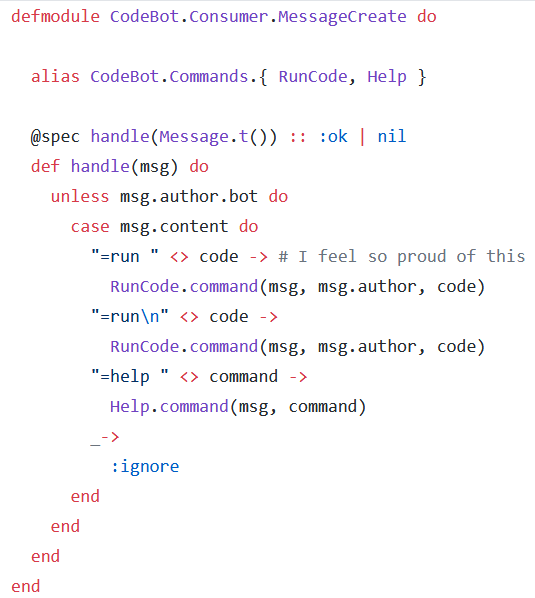 defmodule CodeBot.Consumer.MessageCreate do
  alias CodeBot.Commands.{ RunCode, Help }
  @spec handle(Message.t()) :: :ok | nil
  def handle(msg) do
    unless msg.author.bot do
      case msg.content do
        "=run " <> code -> # I feel so proud of this
          RunCode.command(msg, msg.author, code)
        "=run\n" <> code ->
          RunCode.command(msg, msg.author, code)
        "=help " <> command ->
          Help.command(msg, command)
        _->
          :ignore
      end
    end
  end
end